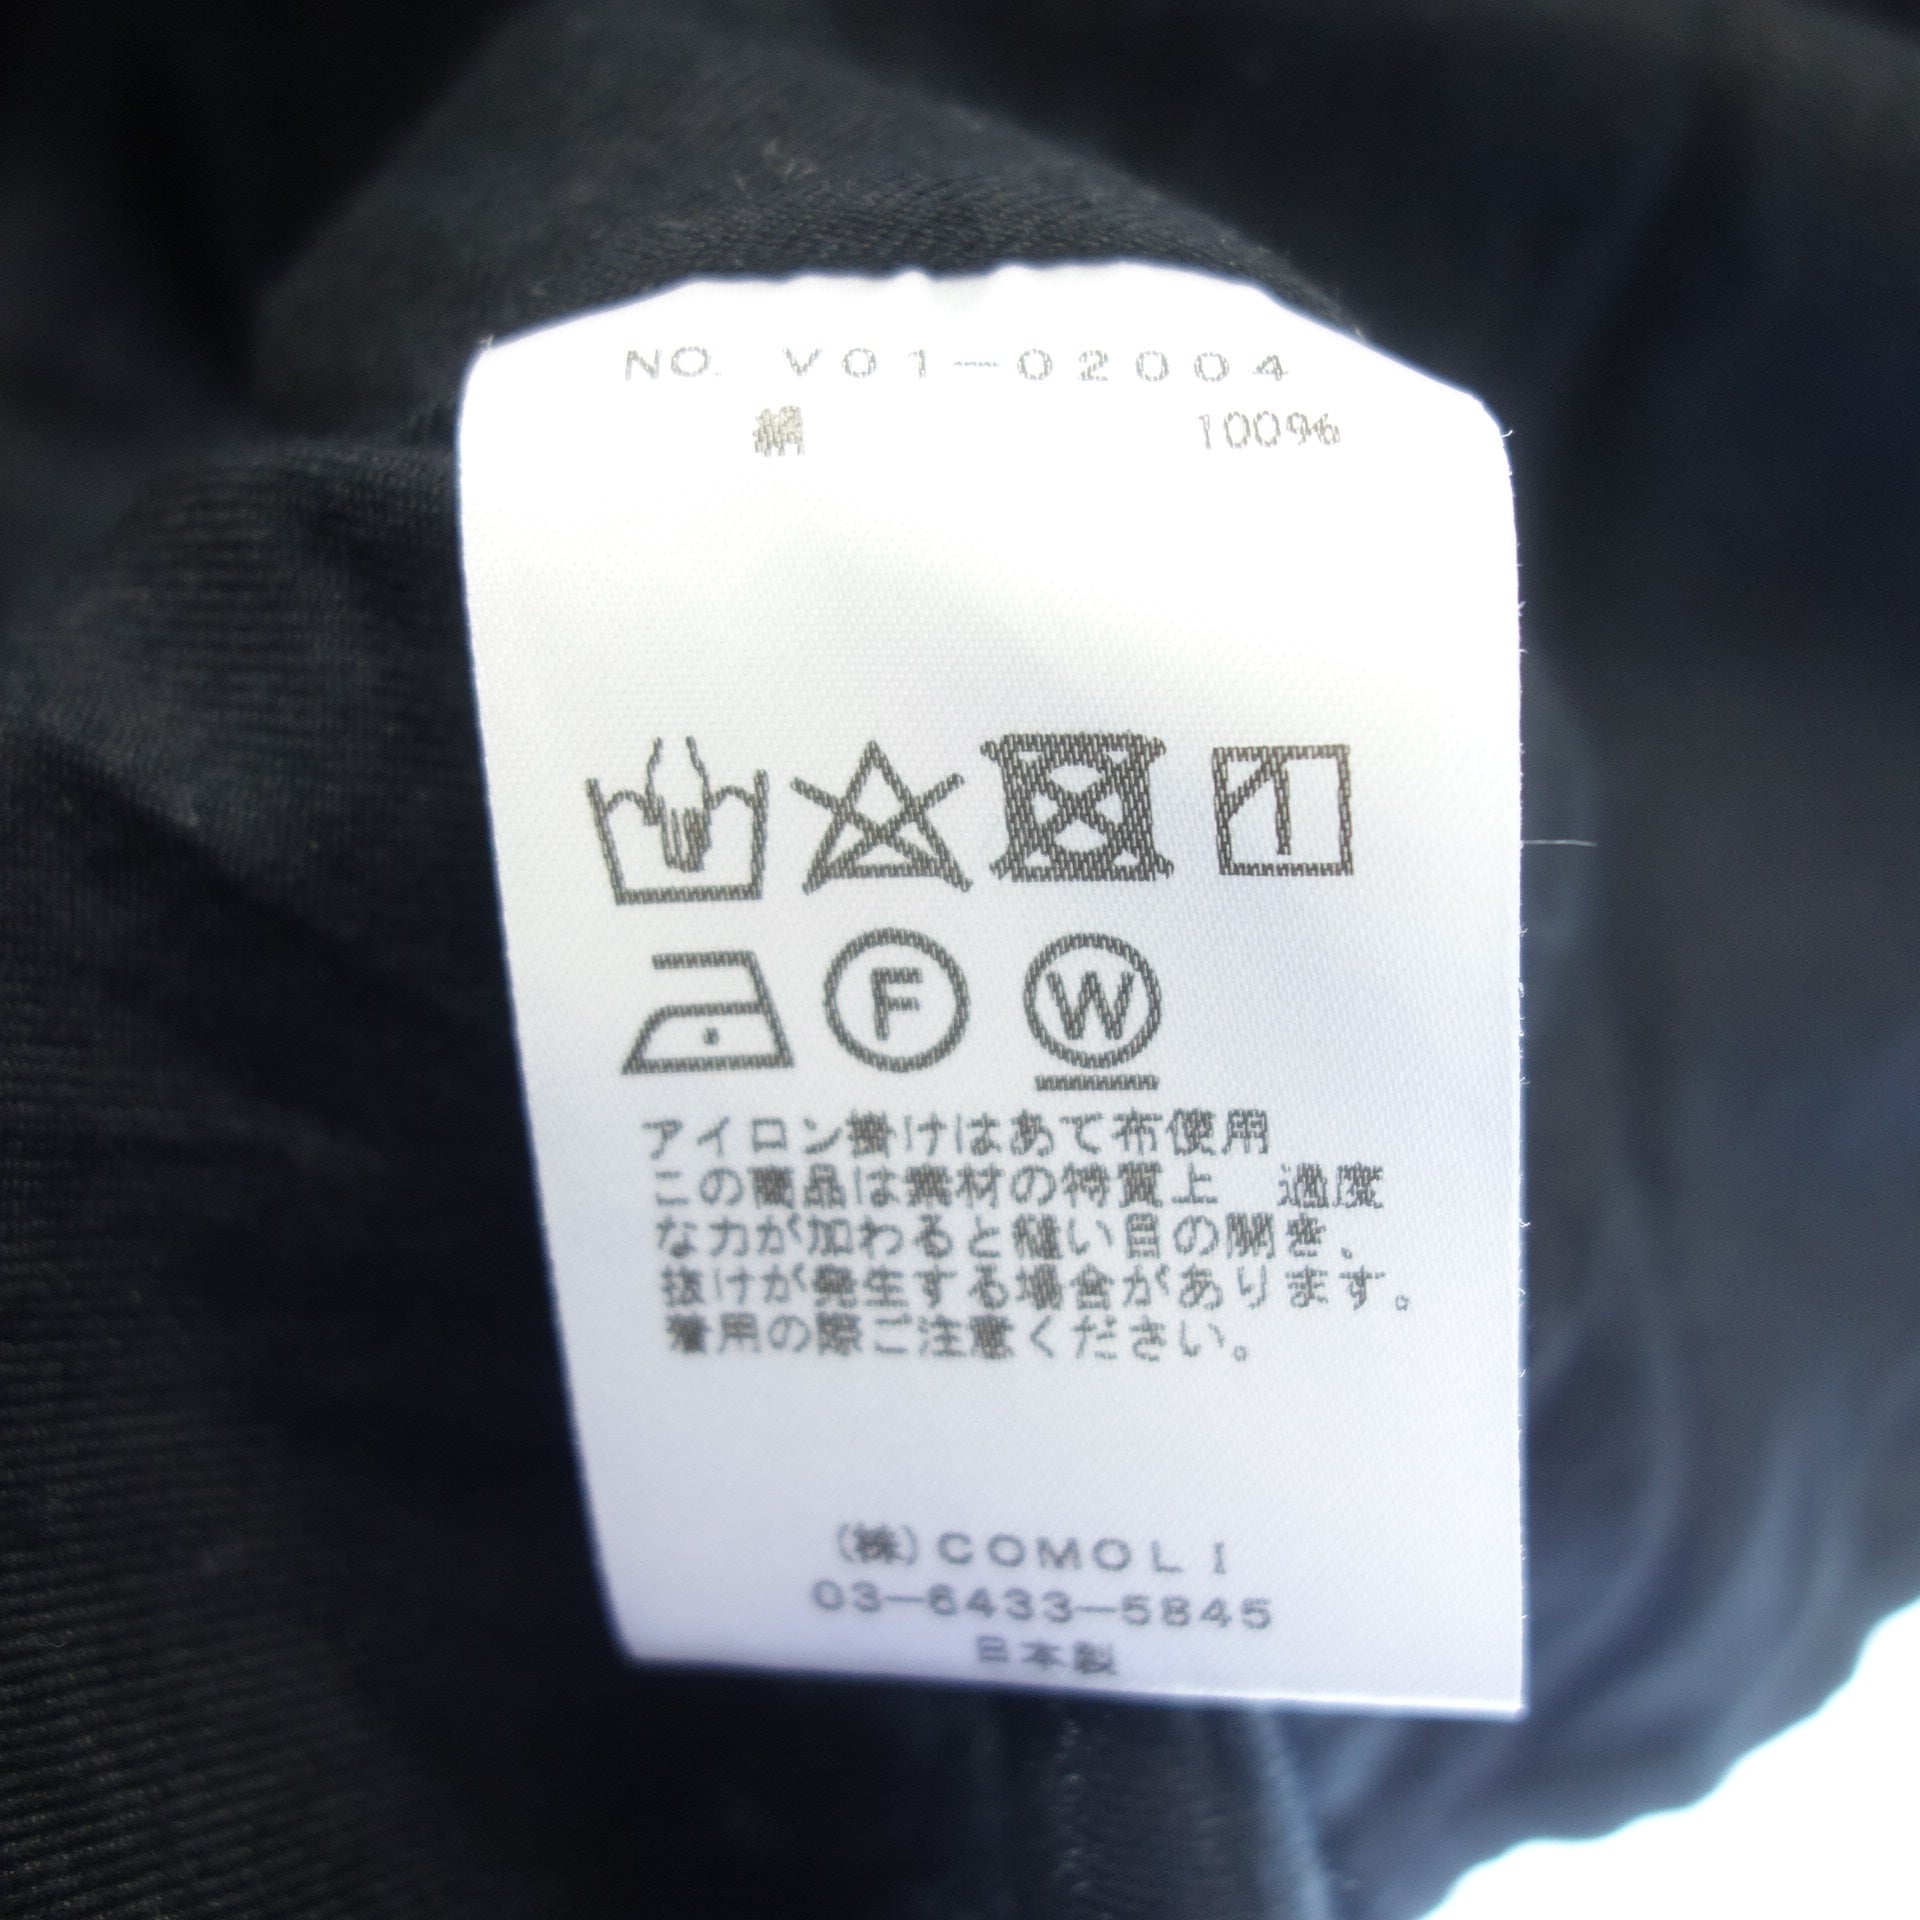 NO. V01-02004
絹 100%
F
W
アイロン掛けはあて布使用
この商品は素材の特質上 過度
な力が加わると縫い目の開き、
抜けが発生する場合があります。
着用の際ご注意ください。
(株)COMOLI
03-6433-5845
日本製